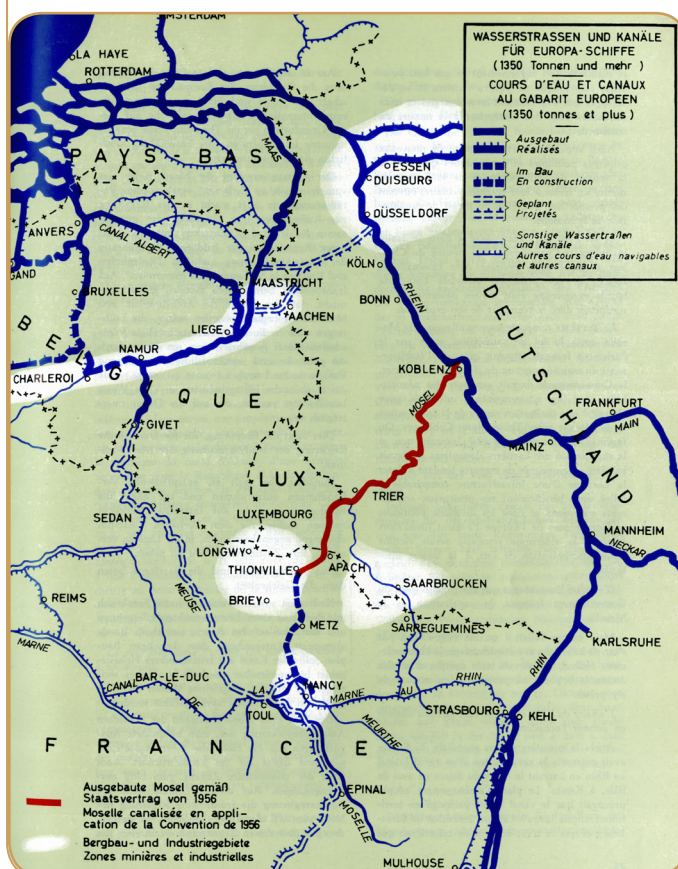 AMSTERDAM
LA HAYE
ROTTERDAM
WASSERSTRASSEN UND KANÄLE
FÜR EUROPA-SCHIFFE
(1350 Tonnen und mehr)
COURS D'EAU ET CANAUX
AU GABARIT EUROPEEN
(1350 tonnes et plus)
Ausgebaut
Réalisés
Im Bau
En construction
Geplant
Projetés
Sonstige Wassertraßen
und Kanäle
Autres cours d'eau navigables
et autres canaux
PAYS-BAS
MAAS
ESSEN
DUISBURG
DÜSSELDORF
ANVERS
CANAL ALBERT
GAND
KÖLN
MAASTRICHT
AACHEN
BRUXELLES
BONN
RHEIN
LIEGE
BELGIQUE
NAMUR
CHARLEROI
DEUTSCHLAND
KOBLENZ
MOSEL
FRANKFURT
MAIN
MAINZ
GIVET
LUX
TRIER
SEDAN
LUXEMBOURG
MANNHEIM
NECKAR
LONGWY
THIONVILLE
APACH
SAARBRUCKEN
REIMS
BRIEY
MEUSE
METZ
SARREGUEMINES
KARLSRUHE
MARNE
RHIN
BAR-LE-DUC
CANAL DE LA MARNE AU RHIN
NANCY
TOUL
STRASBOURG
KEHL
MEURTHE
FRANCE
EPINAL
MOSELLE
MULHOUSE
Ausgebaute Mosel gemäß
Staatsvertrag von 1956
Moselle canalisée en appli-
cation de la Convention de 1956
Bergbau- und Industriegebiete
Zones minières et industrielles